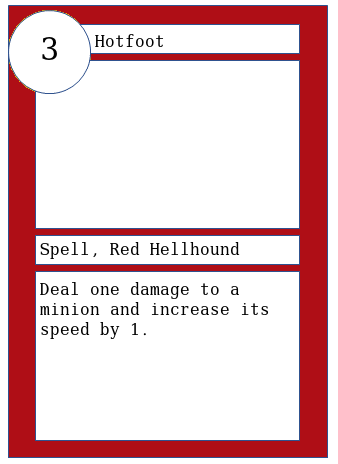 3
Hotfoot
Spell, Red Hellhound
Deal one damage to a
minion and increase its
speed by 1.